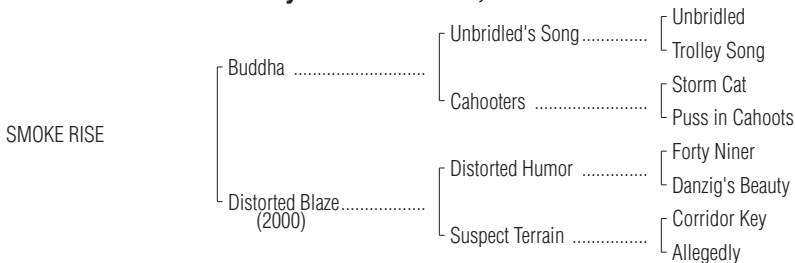 Unbridled
Unbridled's Song ..............
Trolley Song
Buddha ............................
Storm Cat
Cahooters ........................
Puss in Cahoots
SMOKE RISE
Forty Niner
Distorted Humor ..............
Danzig's Beauty
Distorted Blaze..................
(2000)
Corridor Key
Suspect Terrain ................
Allegedly